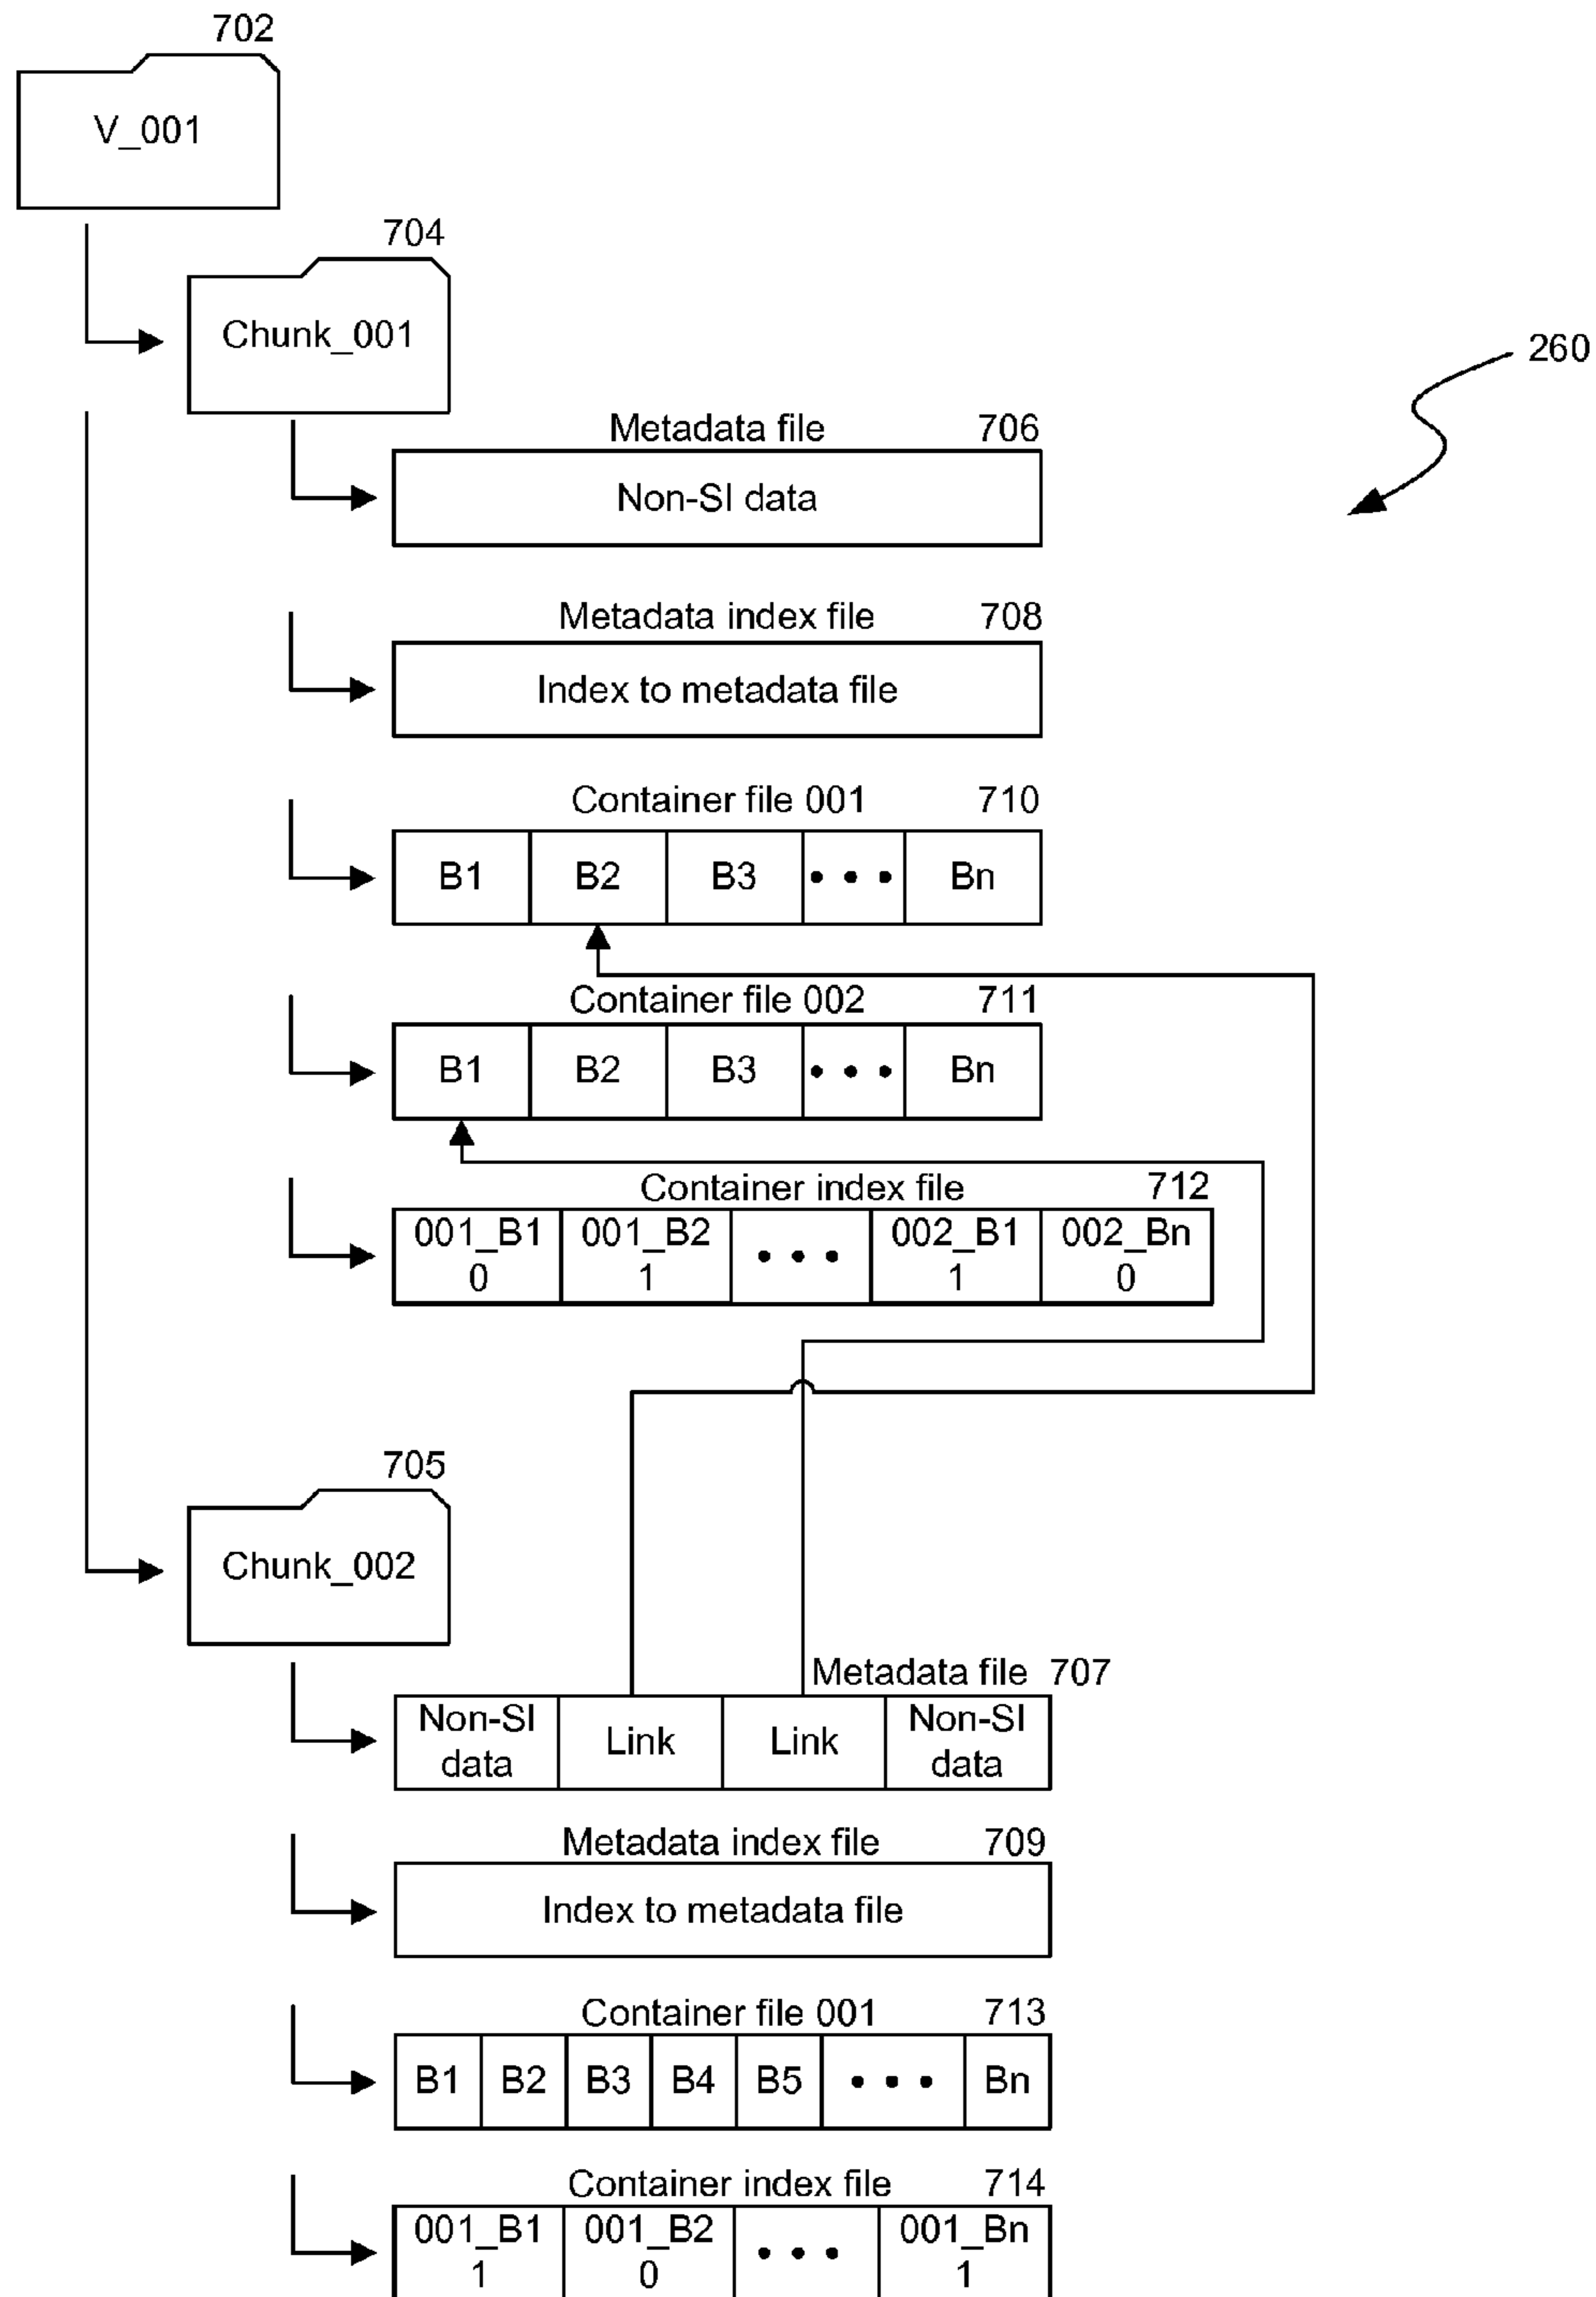 702
V_001
704
Chunk_001
260
Metadata file 706
Non-SI data
Metadata index file 708
Index to metadata file
Container file 001 710
B1 B2 B3 • • • Bn
Container file 002 711
B1 B2 B3 • • • Bn
Container index file 712
001_B1 001_B2 • • • 002_B1 002_Bn
0 1 1 0
705
Chunk_002
Metadata file 707
Non-SI data Link Link Non-SI data
Metadata index file 709
Index to metadata file
Container file 001 713
B1 B2 B3 B4 B5 • • • Bn
Container index file 714
001_B1 001_B2 • • • 001_Bn
1 0 1